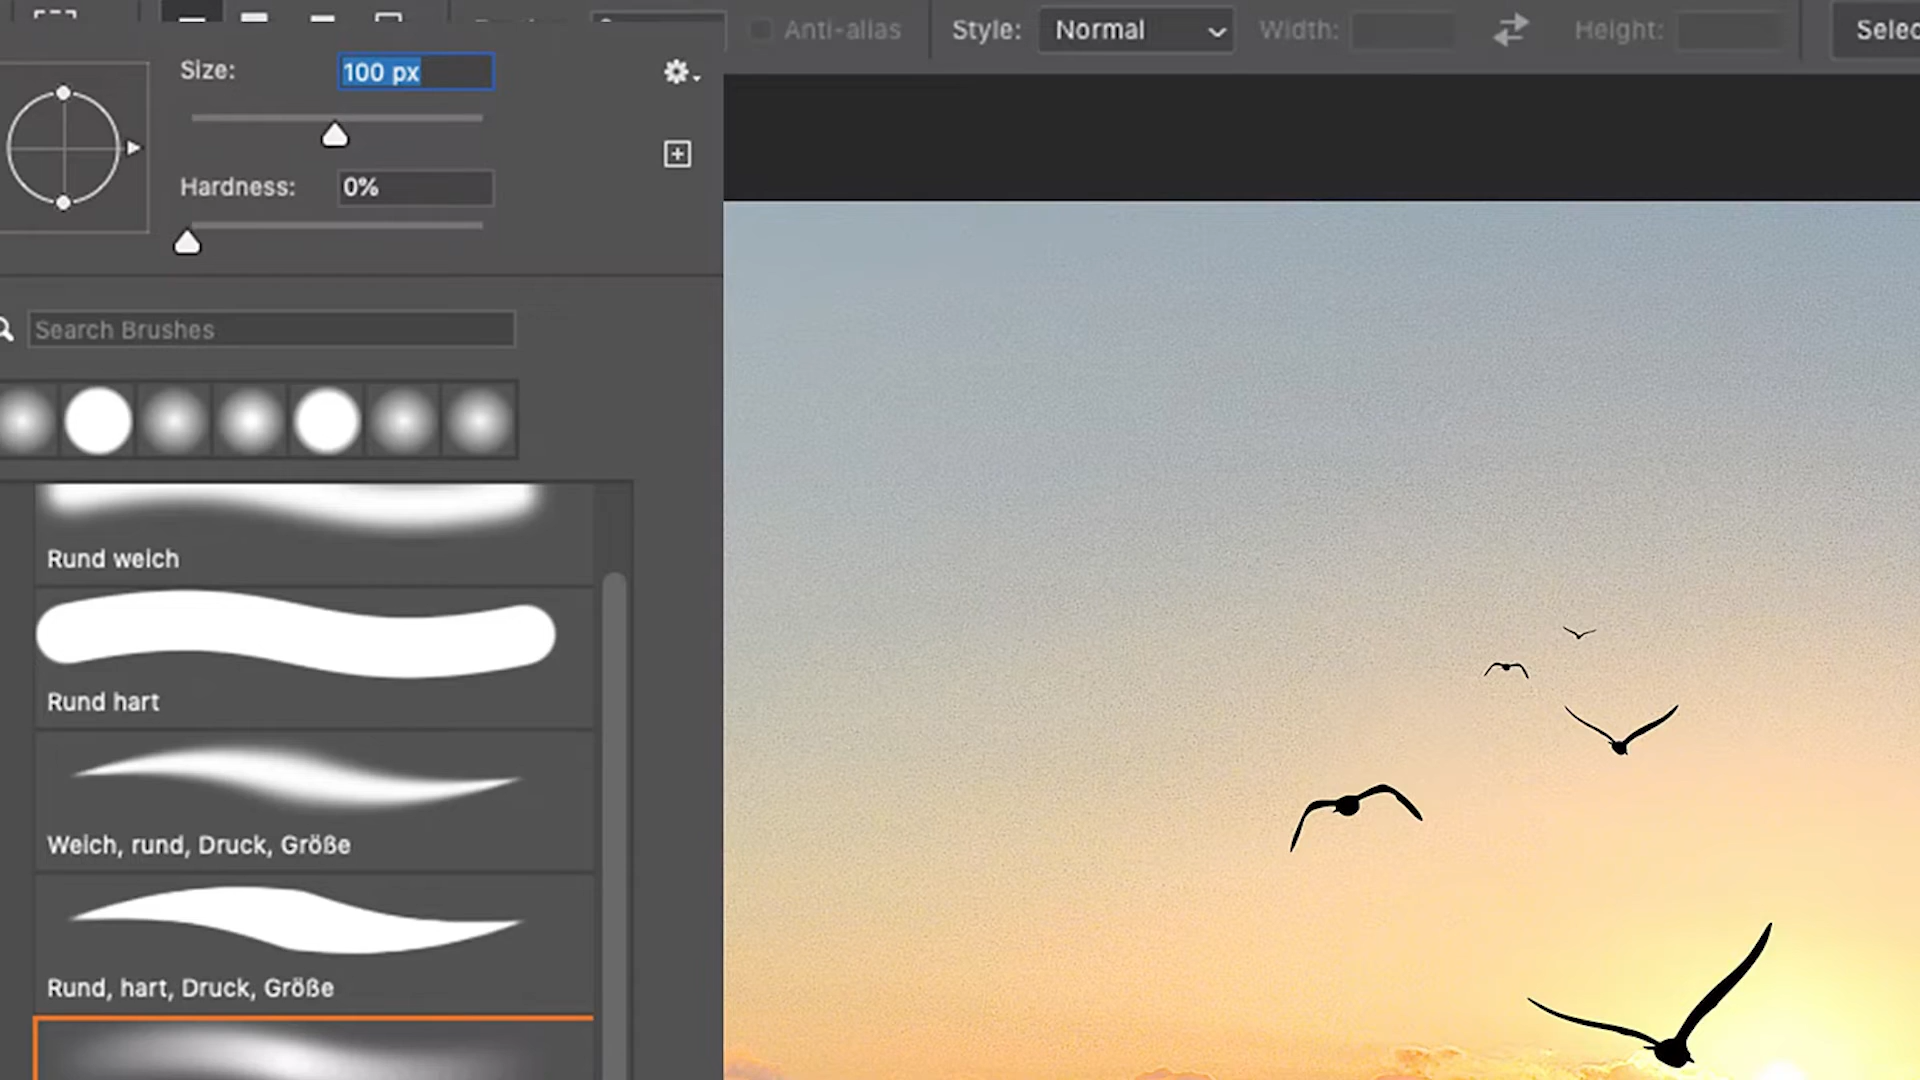 Anti-alias Style: Normal Width: Height:
Size: 100 px
Hardness: 0%
Search Brushes
Rund weich
Rund hart
Weich, rund, Druck, Größe
Rund, hart, Druck, Größe